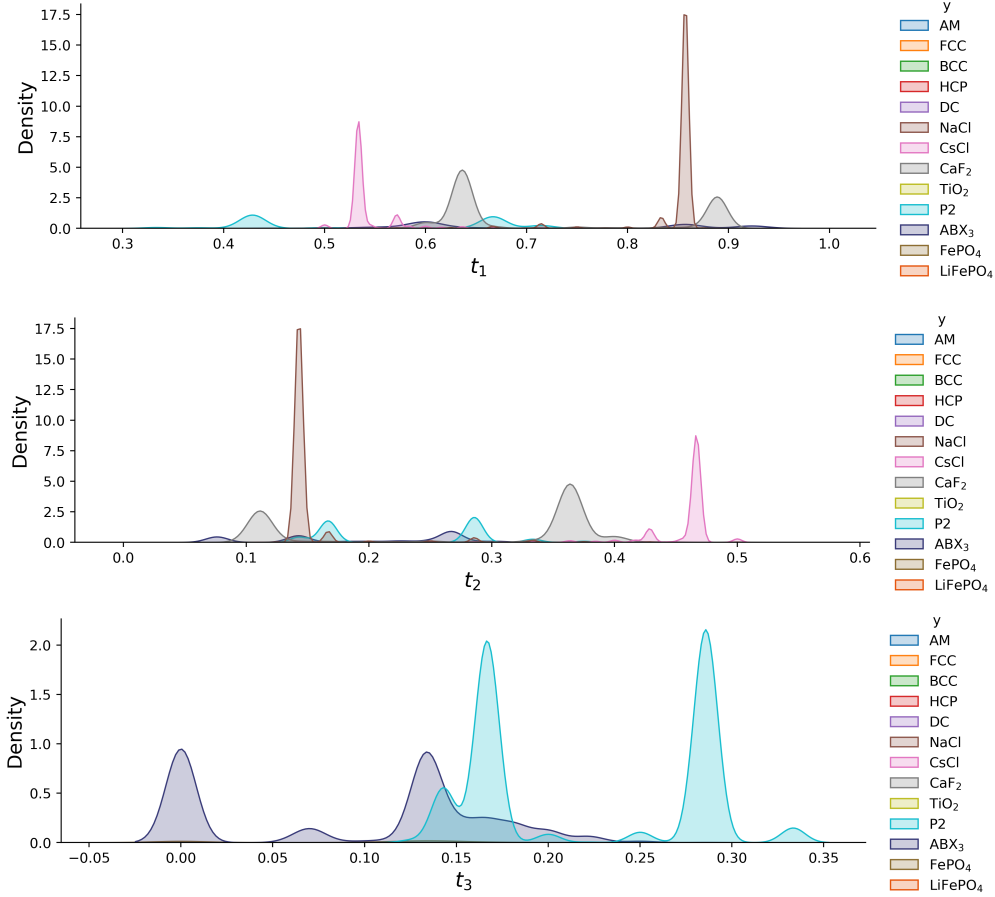 17.5
15.0
12.5
10.0
7.5
5.0
2.5
0.0
Density
0.3 0.4 0.5 0.6 0.7 0.8 0.9 1.0
t₁
y
AM
FCC
BCC
HCP
DC
NaCl
CsCl
CaF₂
TiO₂
P2
ABX₃
FePO₄
LiFePO₄
17.5
15.0
12.5
10.0
7.5
5.0
2.5
0.0
Density
0.0 0.1 0.2 0.3 0.4 0.5 0.6
t₂
y
AM
FCC
BCC
HCP
DC
NaCl
CsCl
CaF₂
TiO₂
P2
ABX₃
FePO₄
LiFePO₄
2.0
1.5
1.0
0.5
0.0
Density
−0.05 0.00 0.05 0.10 0.15 0.20 0.25 0.30 0.35
t₃
y
AM
FCC
BCC
HCP
DC
NaCl
CsCl
CaF₂
TiO₂
P2
ABX₃
FePO₄
LiFePO₄